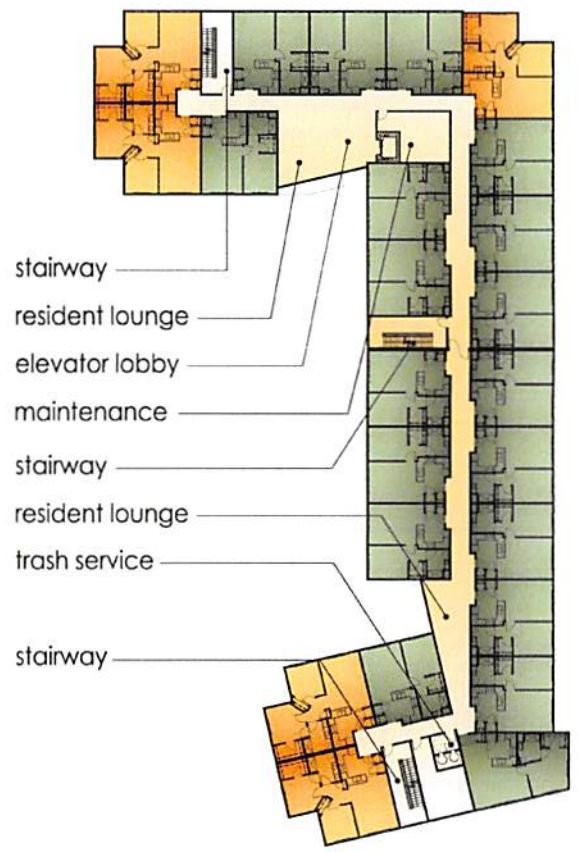 stairway
resident lounge
elevator lobby
maintenance
stairway
resident lounge
trash service
stairway